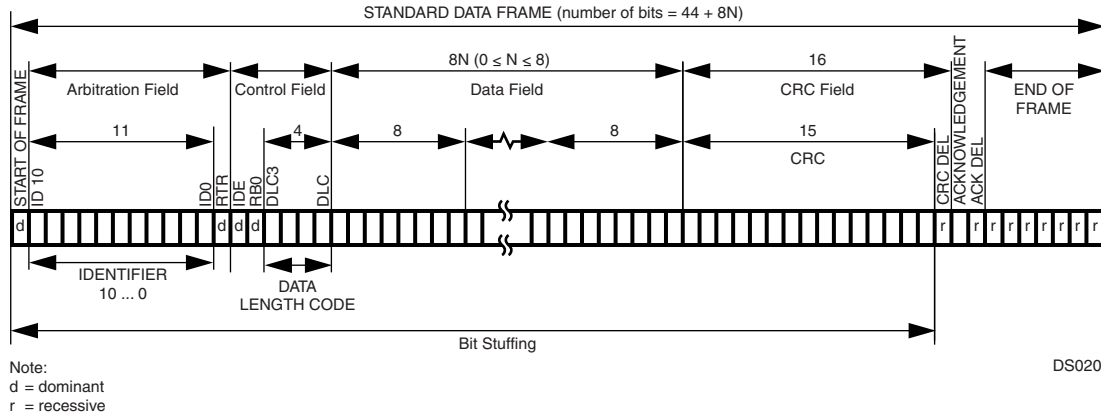 STANDARD DATA FRAME (number of bits = 44 + 8N)
START OF FRAME
Arbitration Field
Control Field
8N (0 ≤ N ≤ 8)
Data Field
16
CRC Field
ACKNOWLEDGEMENT
END OF
FRAME
11
4
8
8
15
CRC
ID 10
ID0
RTR
IDE
RB0
DLC3
DLC
CRC DEL
ACK DEL
d
d
d
d
r
r
r
r
r
r
r
r
r
IDENTIFIER
10 ... 0
DATA
LENGTH CODE
Bit Stuffing
Note:
d = dominant
r = recessive
DS020